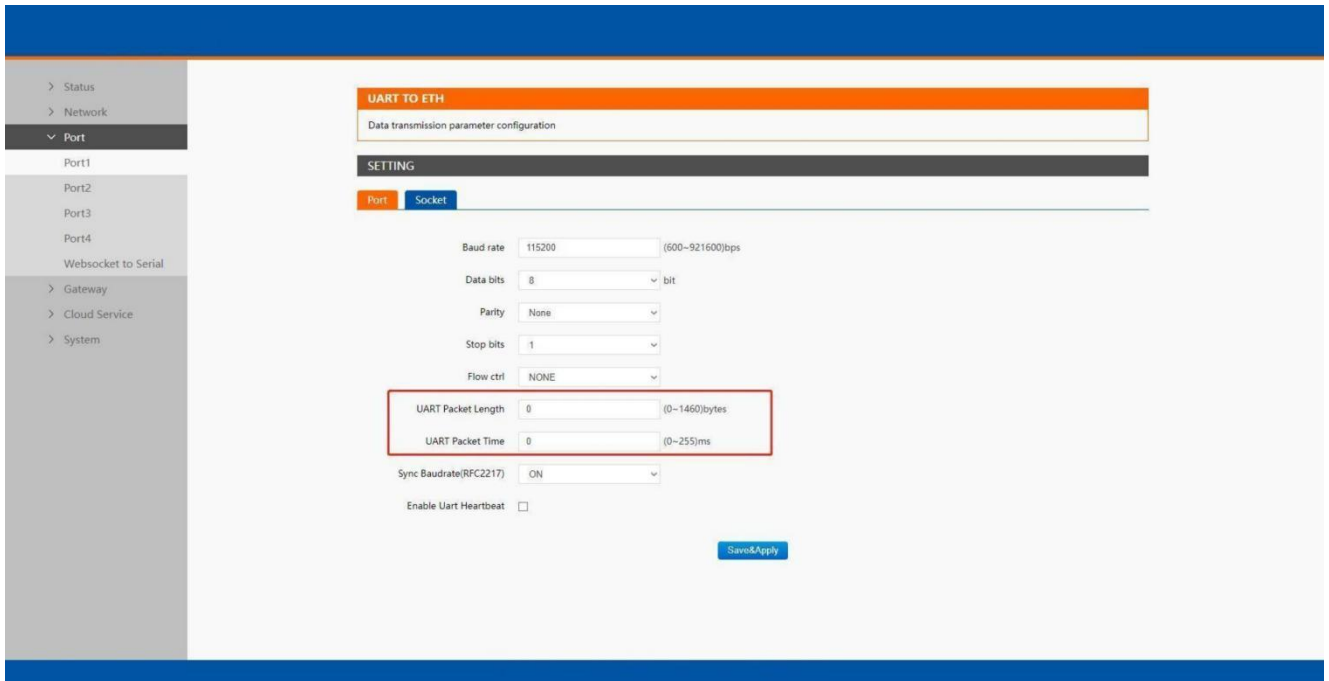 Status
Network
Port
Port1
Port2
Port3
Port4
Websocket to Serial
Gateway
Cloud Service
System
UART TO ETH
Data transmission parameter configuration
SETTING
Port Socket
Baud rate 115200 (600~921600)bps
Data bits 8 bit
Parity None
Stop bits 1
Flow ctrl NONE
UART Packet Length 0 (0~1460)bytes
UART Packet Time 0 (0~255)ms
Sync Baudrate(RFC2217) ON
Enable Uart Heartbeat
Save&Apply